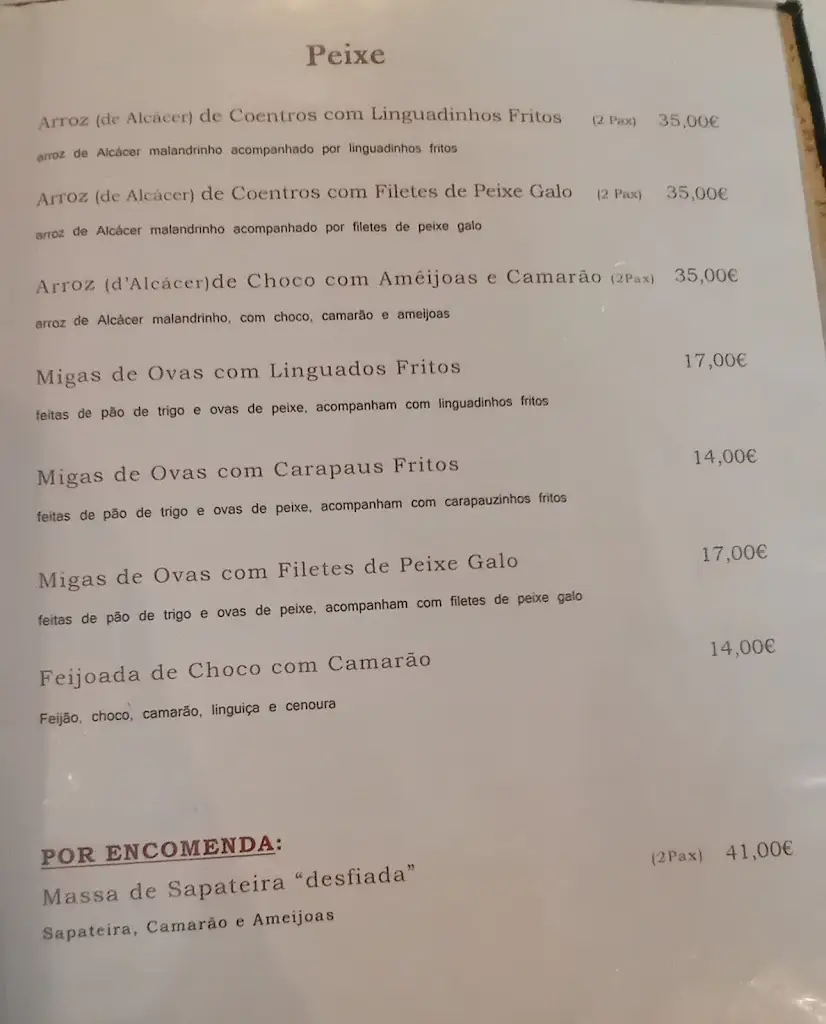 Peixe
Arroz (de Alcácer) de Coentros com Linguadinhos Fritos (2 Pax) 35,00€
arroz de Alcácer malandrinho acompanhado por linguadinhos fritos
Arroz (de Alcácer) de Coentros com Filetes de Peixe Galo (2 Pax) 35,00€
arroz de Alcácer malandrinho acompanhado por filetes de peixe galo
Arroz (d'Alcácer)de Choco com Amêijoas e Camarão (2Pax) 35,00€
arroz de Alcácer malandrinho, com choco, camarão e ameijoas
Migas de Ovas com Linguados Fritos 17,00€
feitas de pão de trigo e ovas de peixe, acompanham com linguadinhos fritos
Migas de Ovas com Carapaus Fritos 14,00€
feitas de pão de trigo e ovas de peixe, acompanham com carapauzinhos fritos
Migas de Ovas com Filetes de Peixe Galo 17,00€
feitas de pão de trigo e ovas de peixe, acompanham com filetes de peixe galo
Feijoada de Choco com Camarão 14,00€
Feijão, choco, camarão, linguiça e cenoura
POR ENCOMENDA:
Massa de Sapateira “desfiada” (2Pax) 41,00€
Sapateira, Camarão e Ameijoas